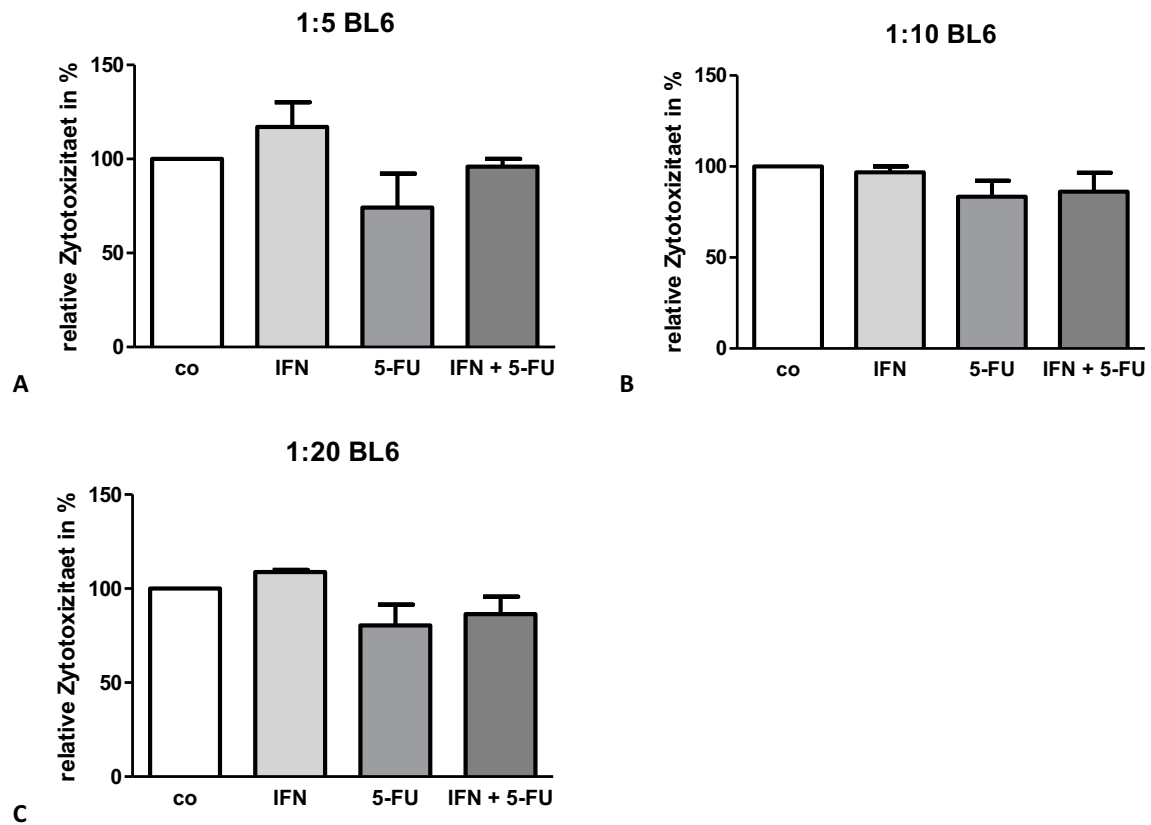 1:5 BL6
relative Zytotoxizitaet in %
150
100
50
0
co IFN 5-FU IFN + 5-FU
A
1:10 BL6
relative Zytotoxizitaet in %
150
100
50
0
co IFN 5-FU IFN + 5-FU
B
1:20 BL6
relative Zytotoxizitaet in %
150
100
50
0
co IFN 5-FU IFN + 5-FU
C